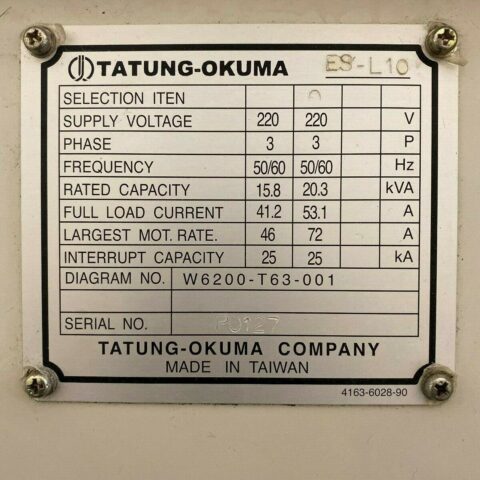 TATUNG-OKUMA ES-L10
SELECTION ITEN O
SUPPLY VOLTAGE 220 220 V
PHASE 3 3 P
FREQUENCY 50/60 50/60 Hz
RATED CAPACITY 15.8 20.3 kVA
FULL LOAD CURRENT 41.2 53.1 A
LARGEST MOT. RATE. 46 72 A
INTERRUPT CAPACITY 25 25 kA
DIAGRAM NO. W6200-T63-001
SERIAL NO.
TATUNG-OKUMA COMPANY
MADE IN TAIWAN
4163-6028-90